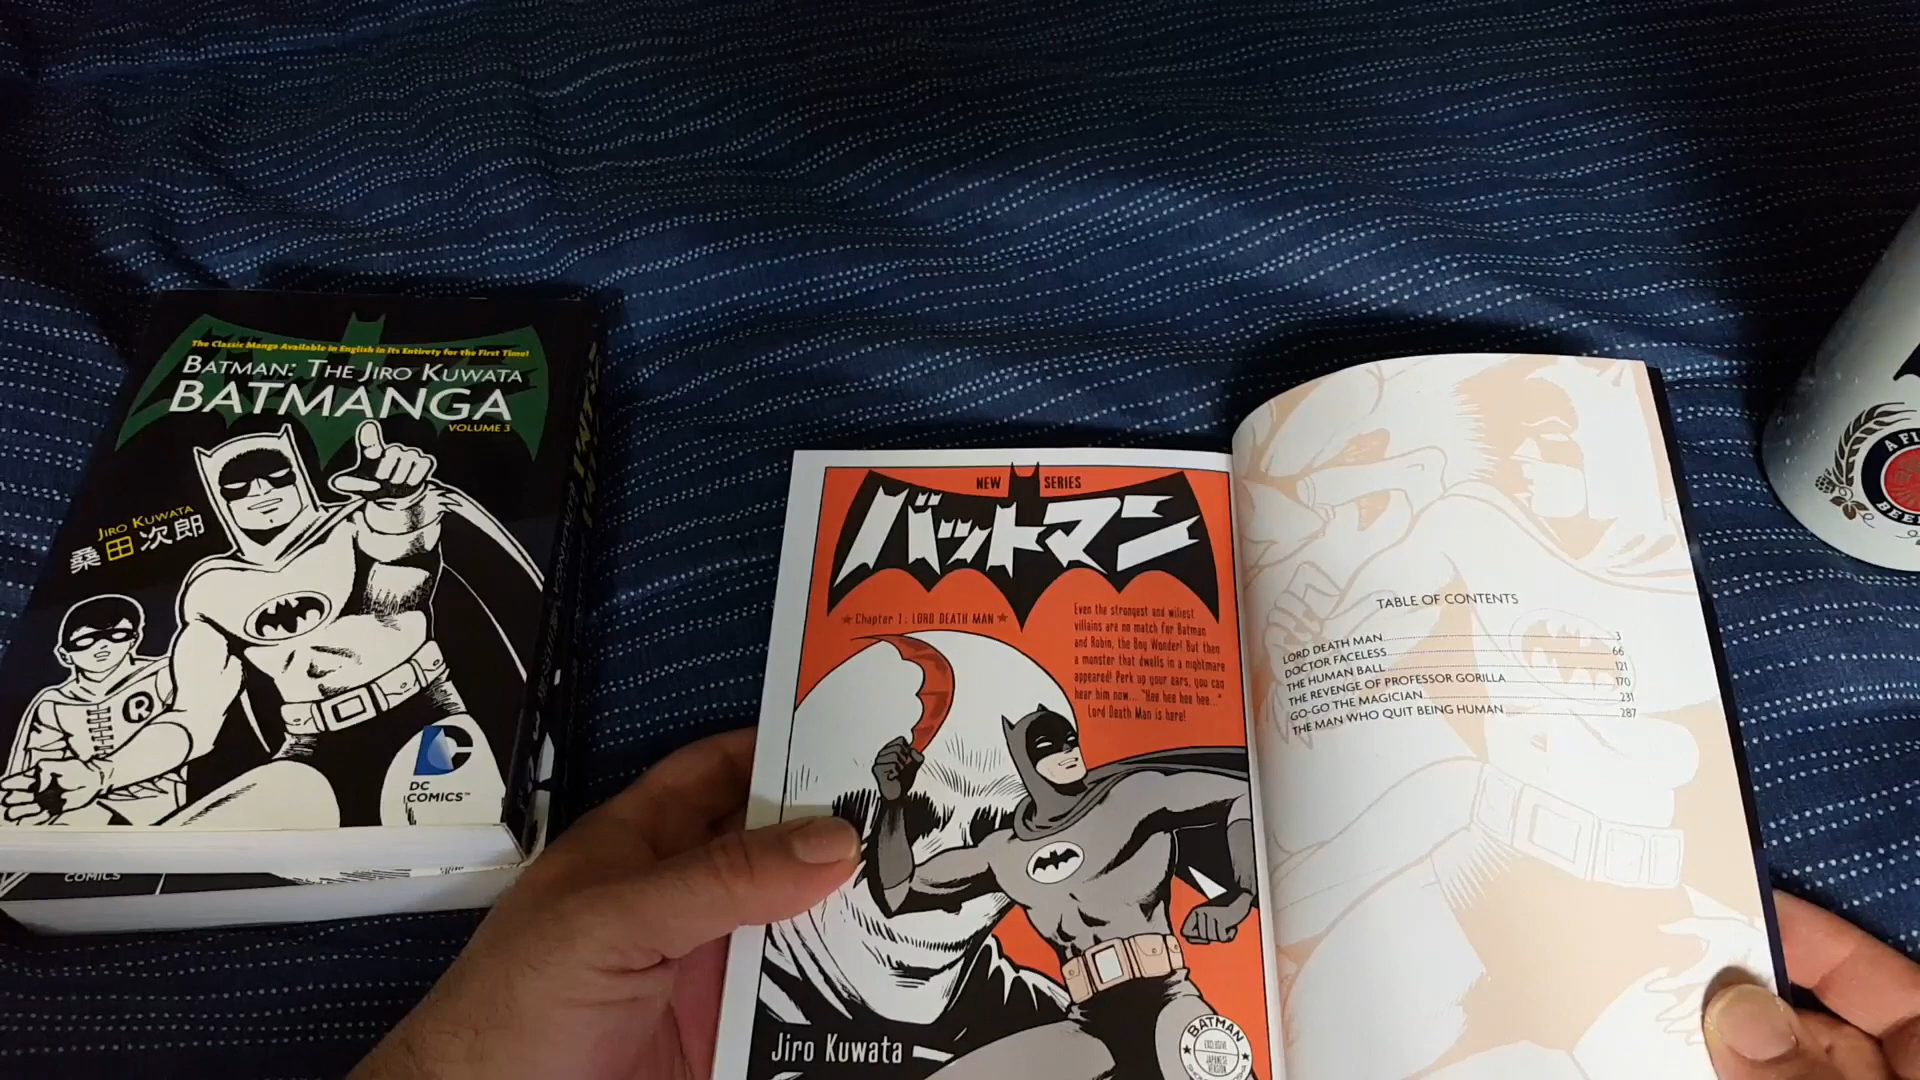 The Classic Manga Available in English in Its Entirety for the First Time!
BATMAN: THE JIRO KUWATA
BATMANGA
VOLUME 3
JIRO KUWATA
桑田次郎
R
DC
COMICS™
COMICS
NEW SERIES
バットマン
★ Chapter 1: LORD DEATH MAN ★
Even the strongest and wiliest
villains are no match for Batman
and Robin, the Boy Wonder! But then
a monster that dwells in a nightmare
appeared! Perk up your ears, you can
hear him now... "Hee hee hee hee..."
Lord Death Man is here!
Jiro Kuwata
BATMAN
EXCLUSIVE
JAPANESE
VERSION
TABLE OF CONTENTS
LORD DEATH MAN 3
DOCTOR FACELESS 66
THE HUMAN BALL 121
THE REVENGE OF PROFESSOR GORILLA 170
GO-GO THE MAGICIAN 231
THE MAN WHO QUIT BEING HUMAN 287